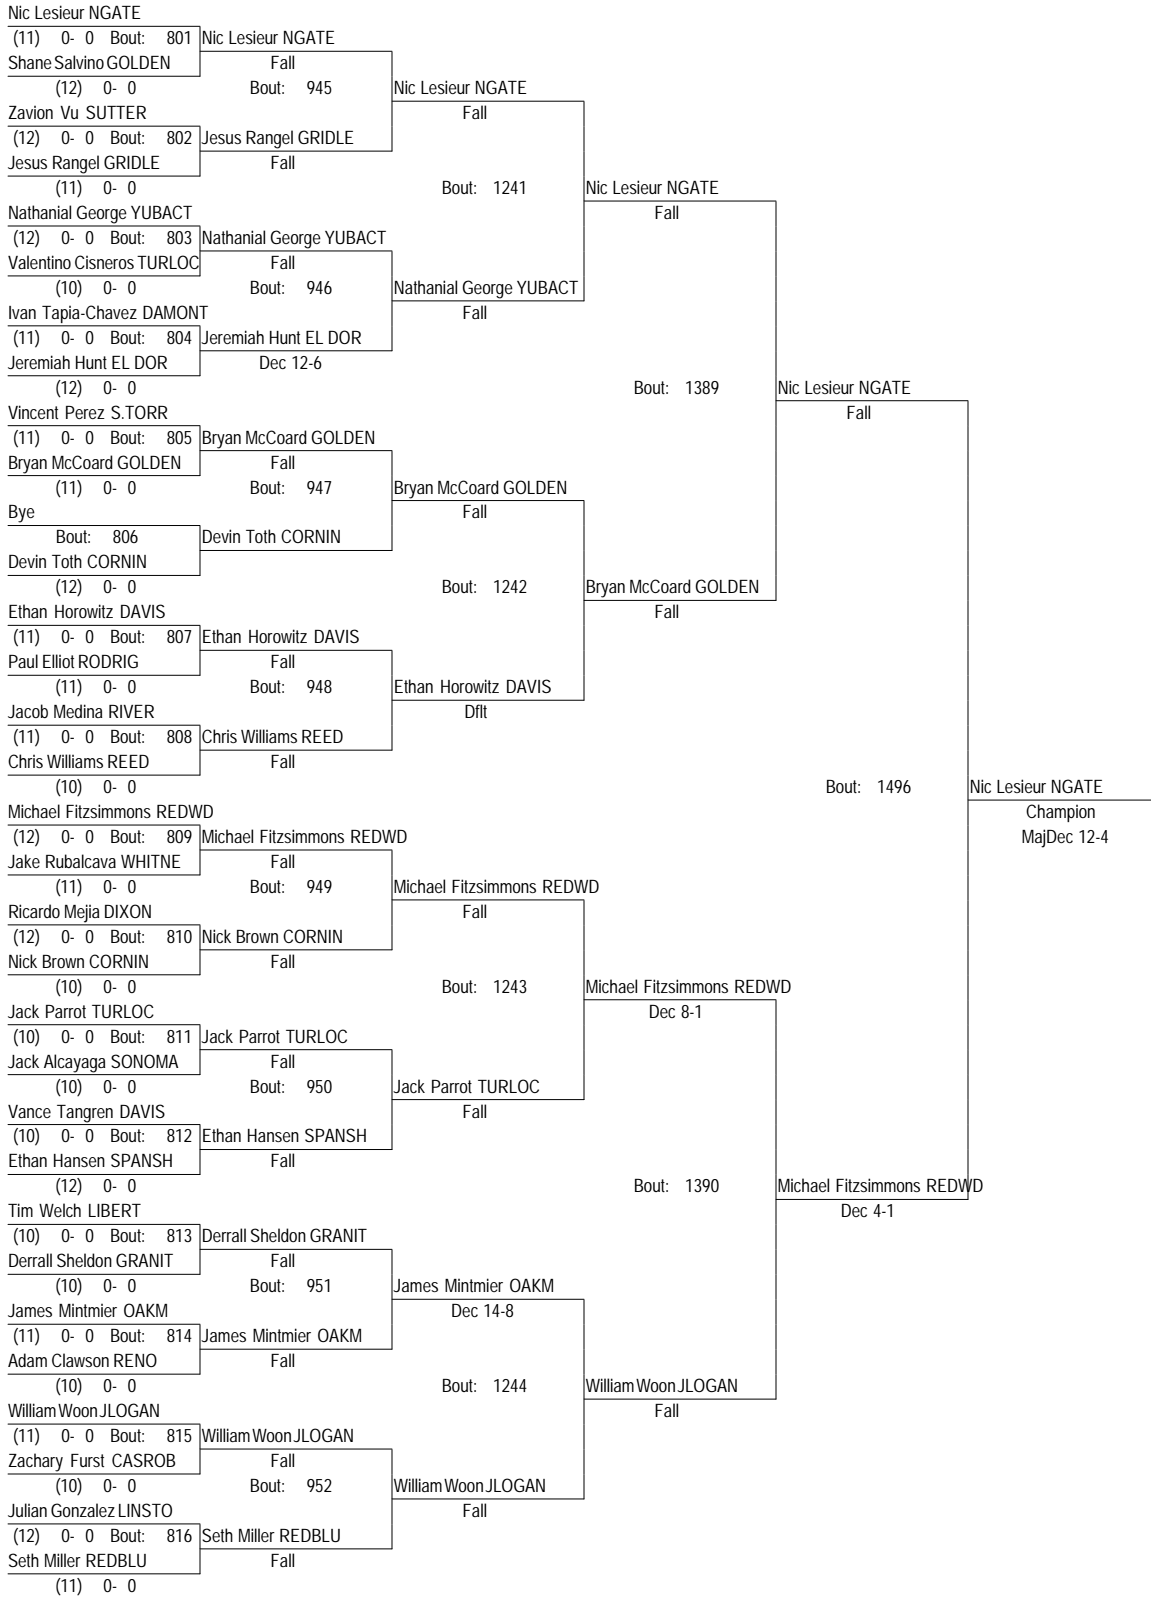 Nic Lesieur NGATE
(11) 0- 0 Bout: 801 Nic Lesieur NGATE
Shane Salvino GOLDEN Fall
(12) 0- 0 Bout: 945 Nic Lesieur NGATE
Zavion Vu SUTTER Fall
(12) 0- 0 Bout: 802 Jesus Rangel GRIDLE
Jesus Rangel GRIDLE Fall
(11) 0- 0 Bout: 1241 Nic Lesieur NGATE
Nathanial George YUBACT Fall
(12) 0- 0 Bout: 803 Nathanial George YUBACT
Valentino Cisneros TURLOC Fall
(10) 0- 0 Bout: 946 Nathanial George YUBACT
Ivan Tapia-Chavez DAMONT Fall
(11) 0- 0 Bout: 804 Jeremiah Hunt EL DOR
Jeremiah Hunt EL DOR Dec 12-6
(12) 0- 0 Bout: 1389 Nic Lesieur NGATE
Vincent Perez S.TORR Fall
(11) 0- 0 Bout: 805 Bryan McCoard GOLDEN
Bryan McCoard GOLDEN Fall
(11) 0- 0 Bout: 947 Bryan McCoard GOLDEN
Bye Fall
Bout: 806 Devin Toth CORNIN
Devin Toth CORNIN
(12) 0- 0 Bout: 1242 Bryan McCoard GOLDEN
Ethan Horowitz DAVIS Fall
(11) 0- 0 Bout: 807 Ethan Horowitz DAVIS
Paul Elliot RODRIG Fall
(11) 0- 0 Bout: 948 Ethan Horowitz DAVIS
Jacob Medina RIVER Dflt
(11) 0- 0 Bout: 808 Chris Williams REED
Chris Williams REED Fall
(10) 0- 0 Bout: 1496 Nic Lesieur NGATE
Michael Fitzsimmons REDWD Champion
(12) 0- 0 Bout: 809 Michael Fitzsimmons REDWD MajDec 12-4
Jake Rubalcava WHITNE Fall
(11) 0- 0 Bout: 949 Michael Fitzsimmons REDWD
Ricardo Mejia DIXON Fall
(12) 0- 0 Bout: 810 Nick Brown CORNIN
Nick Brown CORNIN Fall
(10) 0- 0 Bout: 1243 Michael Fitzsimmons REDWD
Jack Parrot TURLOC Dec 8-1
(10) 0- 0 Bout: 811 Jack Parrot TURLOC
Jack Alcayaga SONOMA Fall
(10) 0- 0 Bout: 950 Jack Parrot TURLOC
Vance Tangren DAVIS Fall
(10) 0- 0 Bout: 812 Ethan Hansen SPANSH
Ethan Hansen SPANSH Fall
(12) 0- 0 Bout: 1390 Michael Fitzsimmons REDWD
Tim Welch LIBERT Dec 4-1
(10) 0- 0 Bout: 813 Derrall Sheldon GRANIT
Derrall Sheldon GRANIT Fall
(10) 0- 0 Bout: 951 James Mintmier OAKM
James Mintmier OAKM Dec 14-8
(11) 0- 0 Bout: 814 James Mintmier OAKM
Adam Clawson RENO Fall
(10) 0- 0 Bout: 1244 William Woon JLOGAN
William Woon JLOGAN Fall
(11) 0- 0 Bout: 815 William Woon JLOGAN
Zachary Furst CASROB Fall
(10) 0- 0 Bout: 952 William Woon JLOGAN
Julian Gonzalez LINSTO Fall
(12) 0- 0 Bout: 816 Seth Miller REDBLU
Seth Miller REDBLU Fall
(11) 0- 0